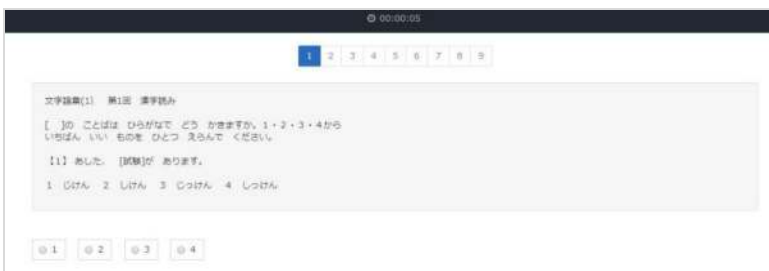 00:00:05
1 2 3 4 5 6 7 8 9
文字語彙(1) 第1回 漢字読み
[ ]の ことばは ひらがなで どう かきますか。1・2・3・4から
いちばん いい ものを ひとつ えらんで ください。
【1】 あした、 [試験]が あります。
1 じけん 2 しけん 3 じっけん 4 しっけん
1 2 3 4